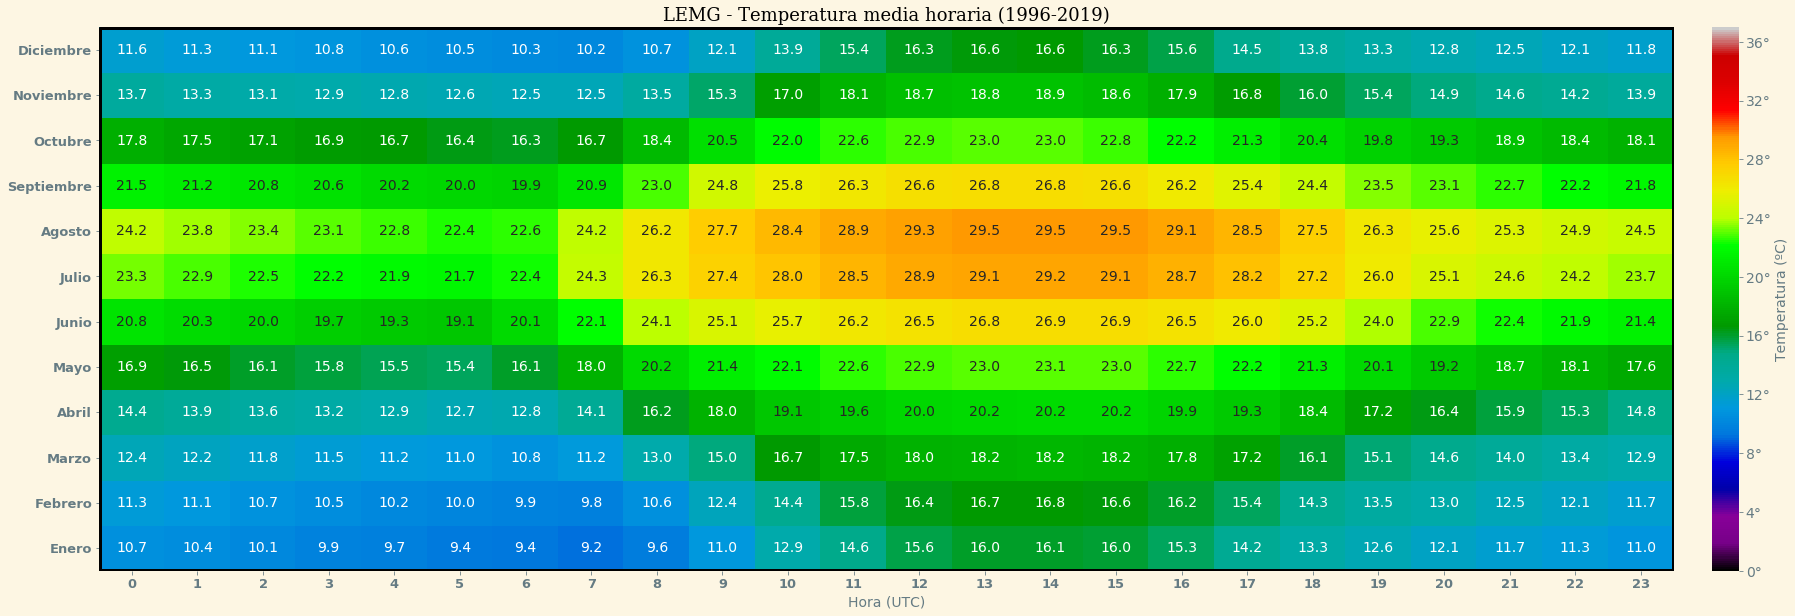 LEMG - Temperatura media horaria (1996-2019)
Diciembre 11.6 11.3 11.1 10.8 10.6 10.5 10.3 10.2 10.7 12.1 13.9 15.4 16.3 16.6 16.6 16.3 15.6 14.5 13.8 13.3 12.8 12.5 12.1 11.8
Noviembre 13.7 13.3 13.1 12.9 12.8 12.6 12.5 12.5 13.5 15.3 17.0 18.1 18.7 18.8 18.9 18.6 17.9 16.8 16.0 15.4 14.9 14.6 14.2 13.9
Octubre 17.8 17.5 17.1 16.9 16.7 16.4 16.3 16.7 18.4 20.5 22.0 22.6 22.9 23.0 23.0 22.8 22.2 21.3 20.4 19.8 19.3 18.9 18.4 18.1
Septiembre 21.5 21.2 20.8 20.6 20.2 20.0 19.9 20.9 23.0 24.8 25.8 26.3 26.6 26.8 26.8 26.6 26.2 25.4 24.4 23.5 23.1 22.7 22.2 21.8
Agosto 24.2 23.8 23.4 23.1 22.8 22.4 22.6 24.2 26.2 27.7 28.4 28.9 29.3 29.5 29.5 29.5 29.1 28.5 27.5 26.3 25.6 25.3 24.9 24.5
Julio 23.3 22.9 22.5 22.2 21.9 21.7 22.4 24.3 26.3 27.4 28.0 28.5 28.9 29.1 29.2 29.1 28.7 28.2 27.2 26.0 25.1 24.6 24.2 23.7
Junio 20.8 20.3 20.0 19.7 19.3 19.1 20.1 22.1 24.1 25.1 25.7 26.2 26.5 26.8 26.9 26.9 26.5 26.0 25.2 24.0 22.9 22.4 21.9 21.4
Mayo 16.9 16.5 16.1 15.8 15.5 15.4 16.1 18.0 20.2 21.4 22.1 22.6 22.9 23.0 23.1 23.0 22.7 22.2 21.3 20.1 19.2 18.7 18.1 17.6
Abril 14.4 13.9 13.6 13.2 12.9 12.7 12.8 14.1 16.2 18.0 19.1 19.6 20.0 20.2 20.2 20.2 19.9 19.3 18.4 17.2 16.4 15.9 15.3 14.8
Marzo 12.4 12.2 11.8 11.5 11.2 11.0 10.8 11.2 13.0 15.0 16.7 17.5 18.0 18.2 18.2 18.2 17.8 17.2 16.1 15.1 14.6 14.0 13.4 12.9
Febrero 11.3 11.1 10.7 10.5 10.2 10.0 9.9 9.8 10.6 12.4 14.4 15.8 16.4 16.7 16.8 16.6 16.2 15.4 14.3 13.5 13.0 12.5 12.1 11.7
Enero 10.7 10.4 10.1 9.9 9.7 9.4 9.4 9.2 9.6 11.0 12.9 14.6 15.6 16.0 16.1 16.0 15.3 14.2 13.3 12.6 12.1 11.7 11.3 11.0
0 1 2 3 4 5 6 7 8 9 10 11 12 13 14 15 16 17 18 19 20 21 22 23
Hora (UTC)
36°
32°
28°
24°
20°
16°
12°
8°
4°
0°
Temperatura (ºC)